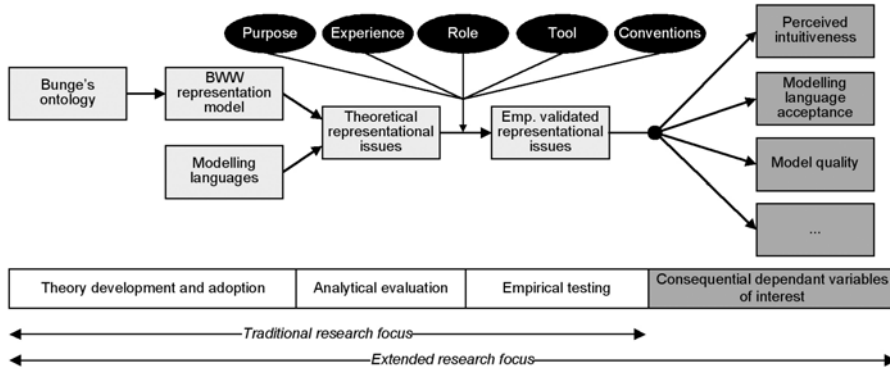 Purpose
Experience
Role
Tool
Conventions
Perceived
intuitiveness
Bunge's
ontology
BWW
representation
model
Modelling
languages
Theoretical
representational
issues
Emp. validated
representational
issues
Modelling
language
acceptance
Model quality
...
Theory development and adoption
Analytical evaluation
Empirical testing
Consequential dependant variables
of interest
Traditional research focus
Extended research focus